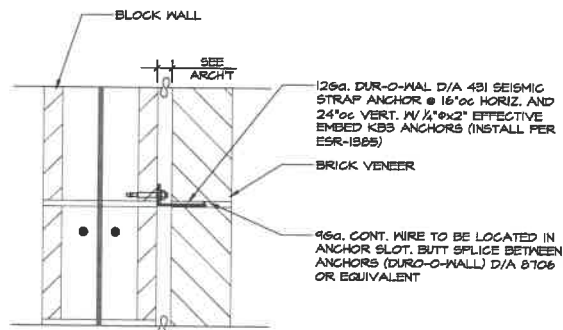 BLOCK WALL
SEE
ARCH'T
12Ga. DUR-O-WAL D/A 431 SEISMIC
STRAP ANCHOR @ 16"oc HORIZ. AND
24"oc VERT. W/ ¼"Φx2" EFFECTIVE
EMBED KB3 ANCHORS (INSTALL PER
ESR-1385)
BRICK VENEER
9Ga. CONT. WIRE TO BE LOCATED IN
ANCHOR SLOT. BUTT SPLICE BETWEEN
ANCHORS (DURO-O-WALL) D/A 8706
OR EQUIVALENT